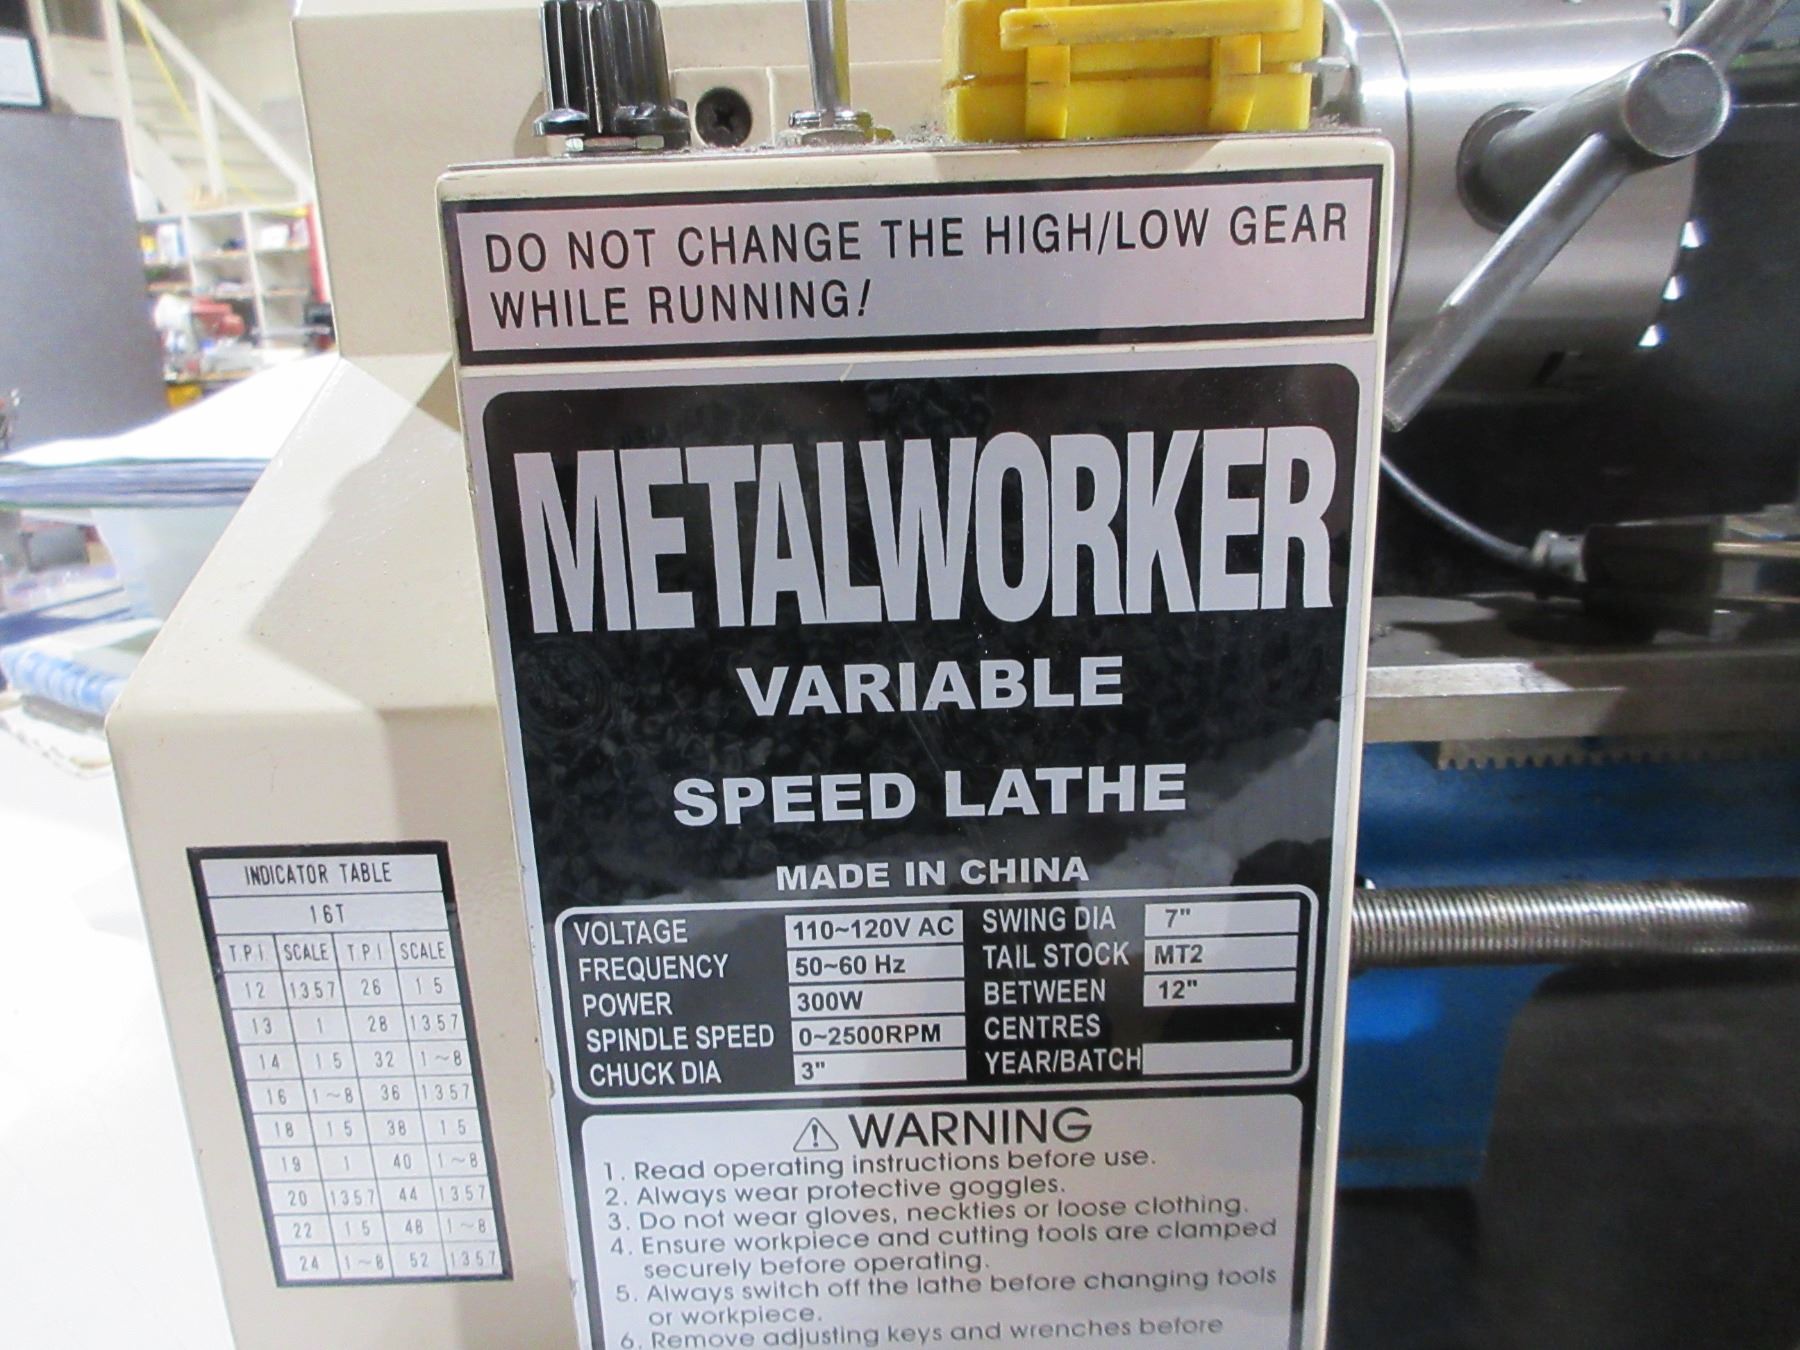 DO NOT CHANGE THE HIGH/LOW GEAR
WHILE RUNNING!
METALWORKER
VARIABLE
SPEED LATHE
MADE IN CHINA
VOLTAGE 110~120V AC SWING DIA 7"
FREQUENCY 50~60 Hz TAIL STOCK MT2
POWER 300W BETWEEN 12"
SPINDLE SPEED 0~2500RPM CENTRES
CHUCK DIA 3" YEAR/BATCH
WARNING
1. Read operating instructions before use.
2. Always wear protective goggles.
3. Do not wear gloves, neckties or loose clothing.
4. Ensure workpiece and cutting tools are clamped
securely before operating.
5. Always switch off the lathe before changing tools
or workpiece.
6. Remove adjusting keys and wrenches before
INDICATOR TABLE
16T
T.P.I. SCALE T.P.I SCALE
12 1357 26 15
13 1 28 1357
14 15 32 1~8
16 1~8 36 1357
18 15 38 15
19 1 40 1~8
20 1357 44 1357
22 15 48 1~8
24 1~8 52 1357